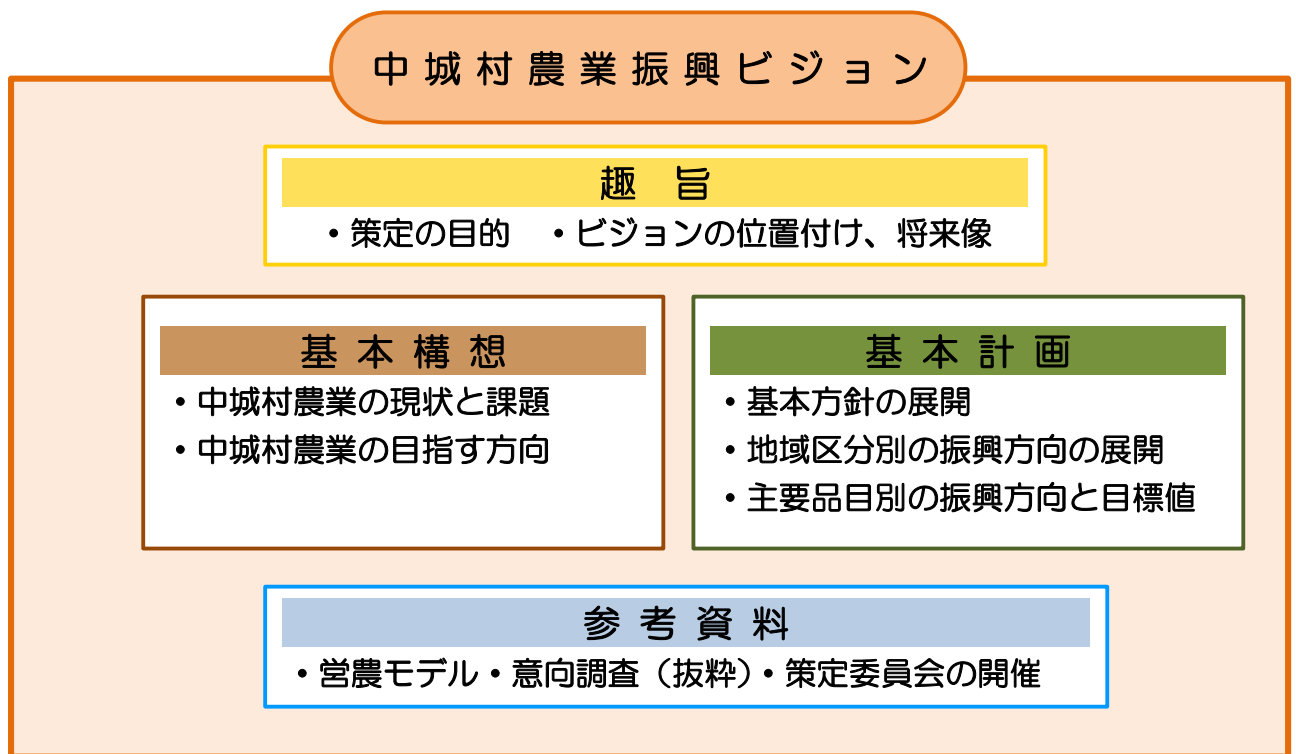 中城村農業振興ビジョン
趣 旨
・策定の目的 ・ビジョンの位置付け、将来像
基本構想
・中城村農業の現状と課題
・中城村農業の目指す方向
基本計画
・基本方針の展開
・地域区分別の振興方向の展開
・主要品目別の振興方向と目標値
参考資料
・営農モデル・意向調査（抜粋）・策定委員会の開催